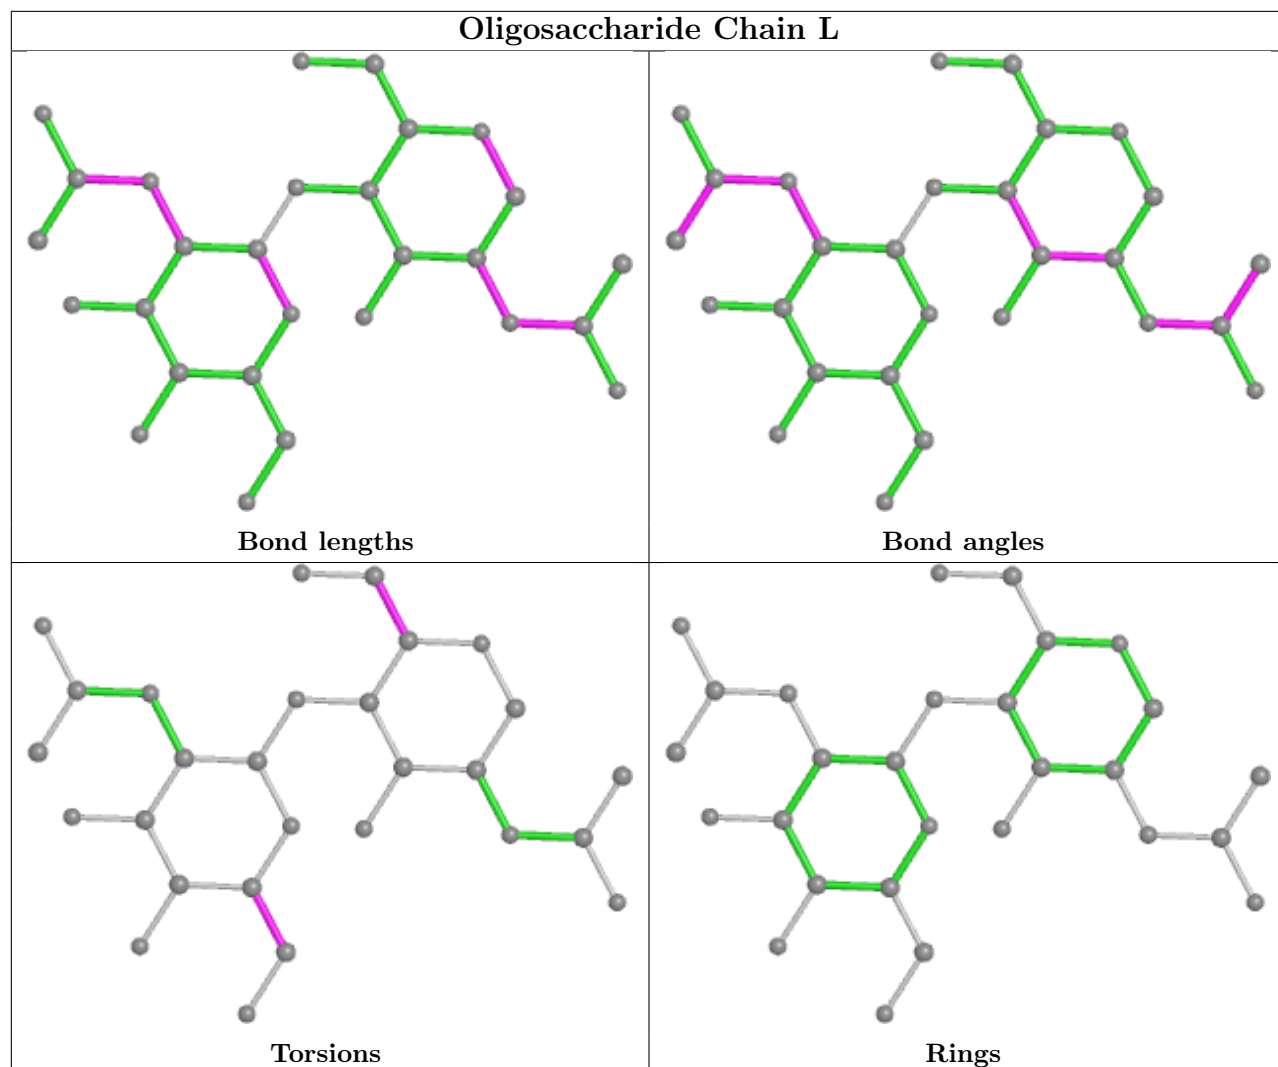 Oligosaccharide Chain L
Bond lengths
Bond angles
Torsions
Rings